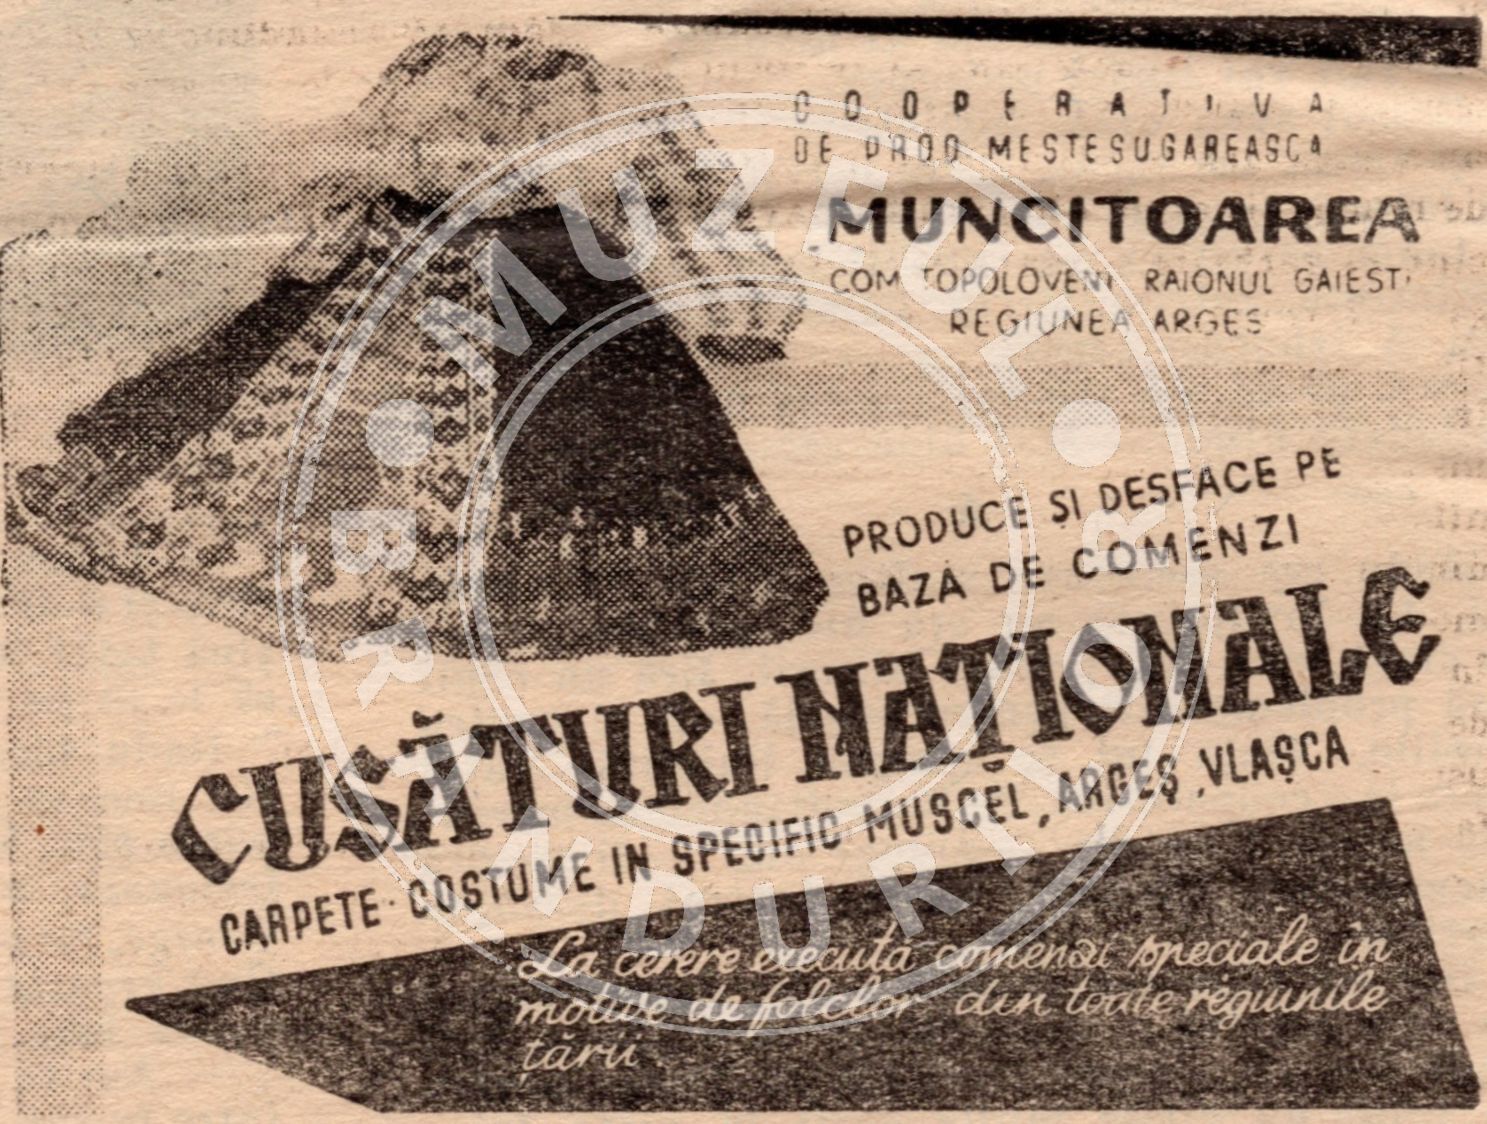 COOPERATIVA
DE PROD MESTESUGAREASCA
MUNCITOAREA
COM TOPOLOVENI RAIONUL GAIESTI
REGIUNEA ARGES
PRODUCE ȘI DESFACE PE
BAZA DE COMENZI
CUSĂTURI NAȚIONALE
CARPETE · COSTUME IN SPECIFIC MUSCEL, ARGEȘ, VLAȘCA
La cerere execută comenzi speciale în
motive de folclor din toate regiunile
țării
MUZEUL BRÂNDURILOR